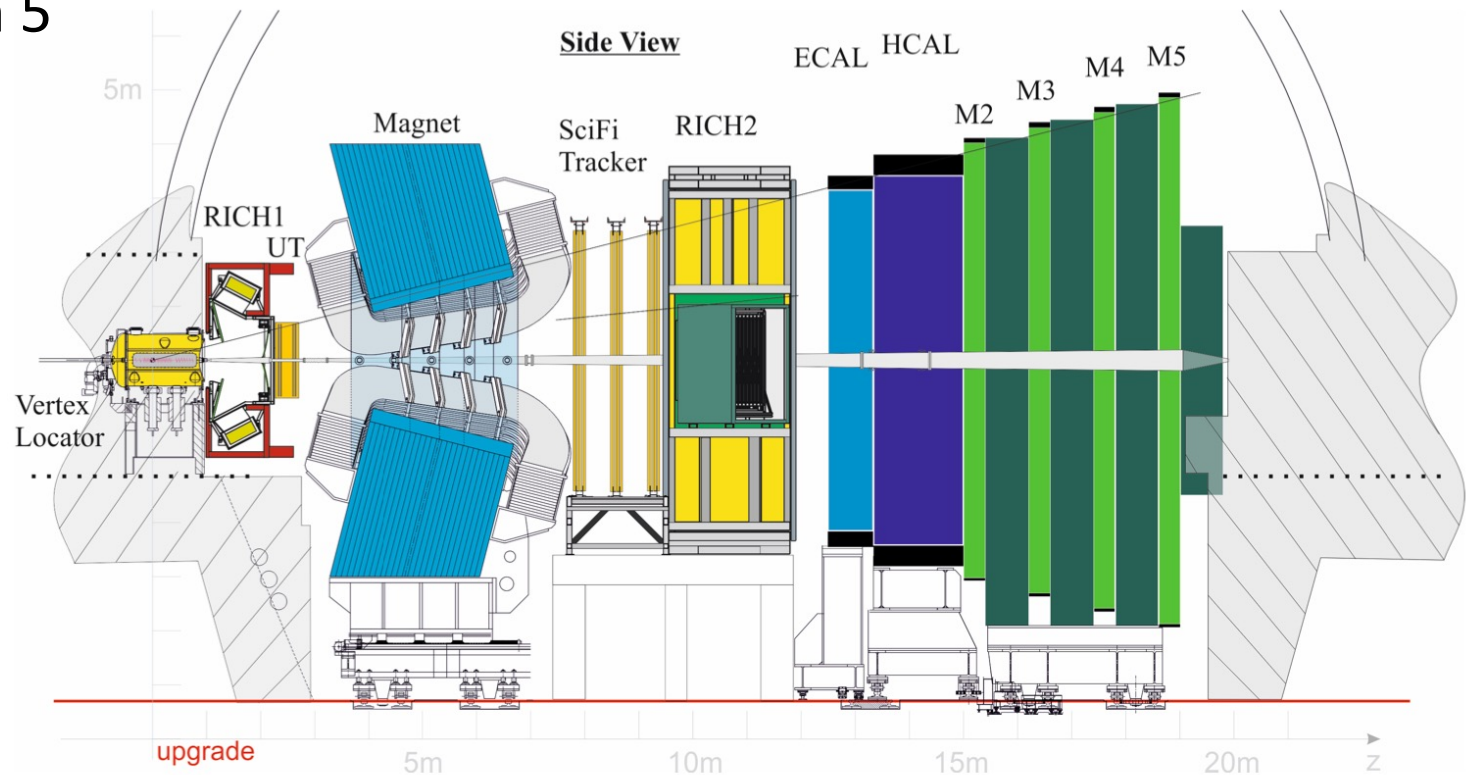 5
Side View
ECAL
HCAL
M5
M4
M3
M2
5m
Magnet
SciFi
Tracker
RICH2
RICH1
UT
Vertex
Locator
upgrade
5m
10m
15m
20m
z